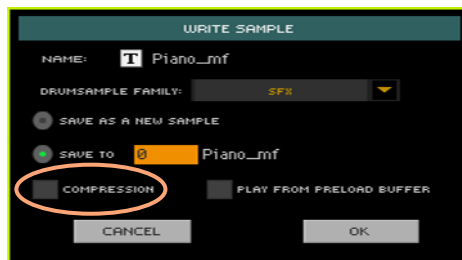 WRITE SAMPLE
NAME: T Piano_mf
DRUMSAMPLE FAMILY: SFX
SAVE AS A NEW SAMPLE
SAVE TO 0 Piano_mf
COMPRESSION PLAY FROM PRELOAD BUFFER
CANCEL OK